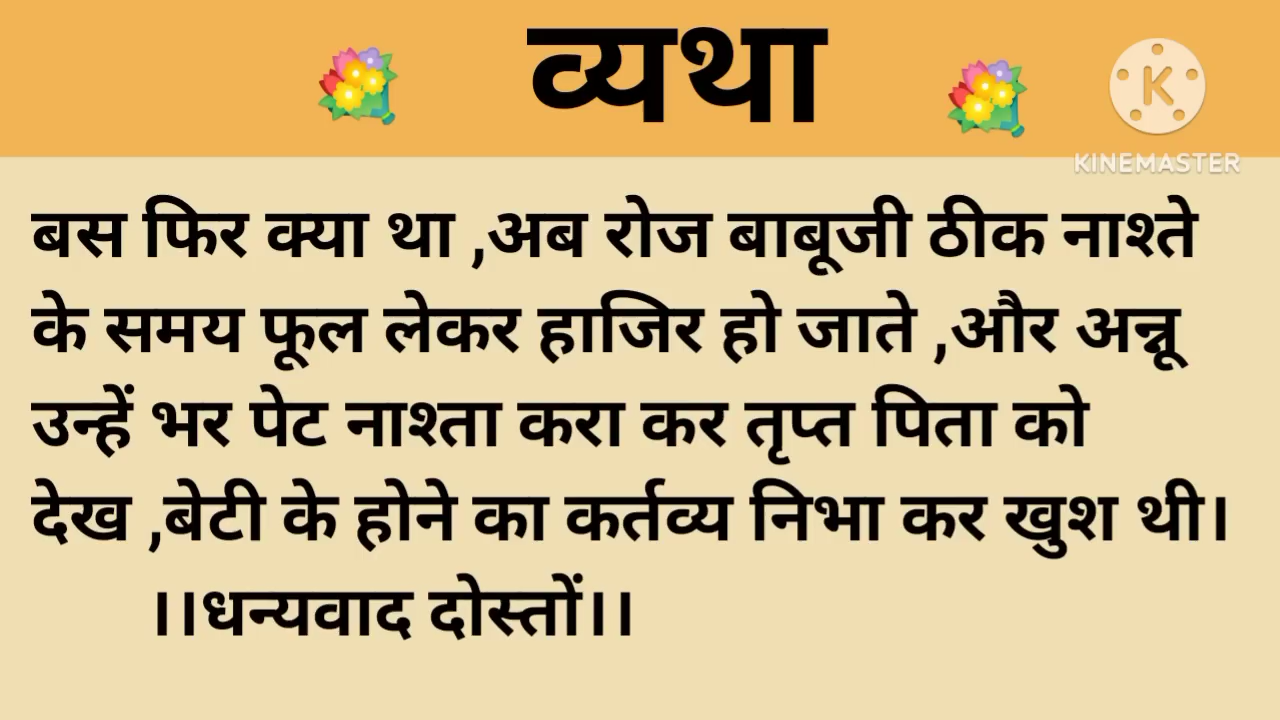 व्यथा
KINEMASTER
बस फिर क्या था ,अब रोज बाबूजी ठीक नाश्ते
के समय फूल लेकर हाजिर हो जाते ,और अन्नू
उन्हें भर पेट नाश्ता करा कर तृप्त पिता को
देख ,बेटी के होने का कर्तव्य निभा कर खुश थी।
।।धन्यवाद दोस्तों।।